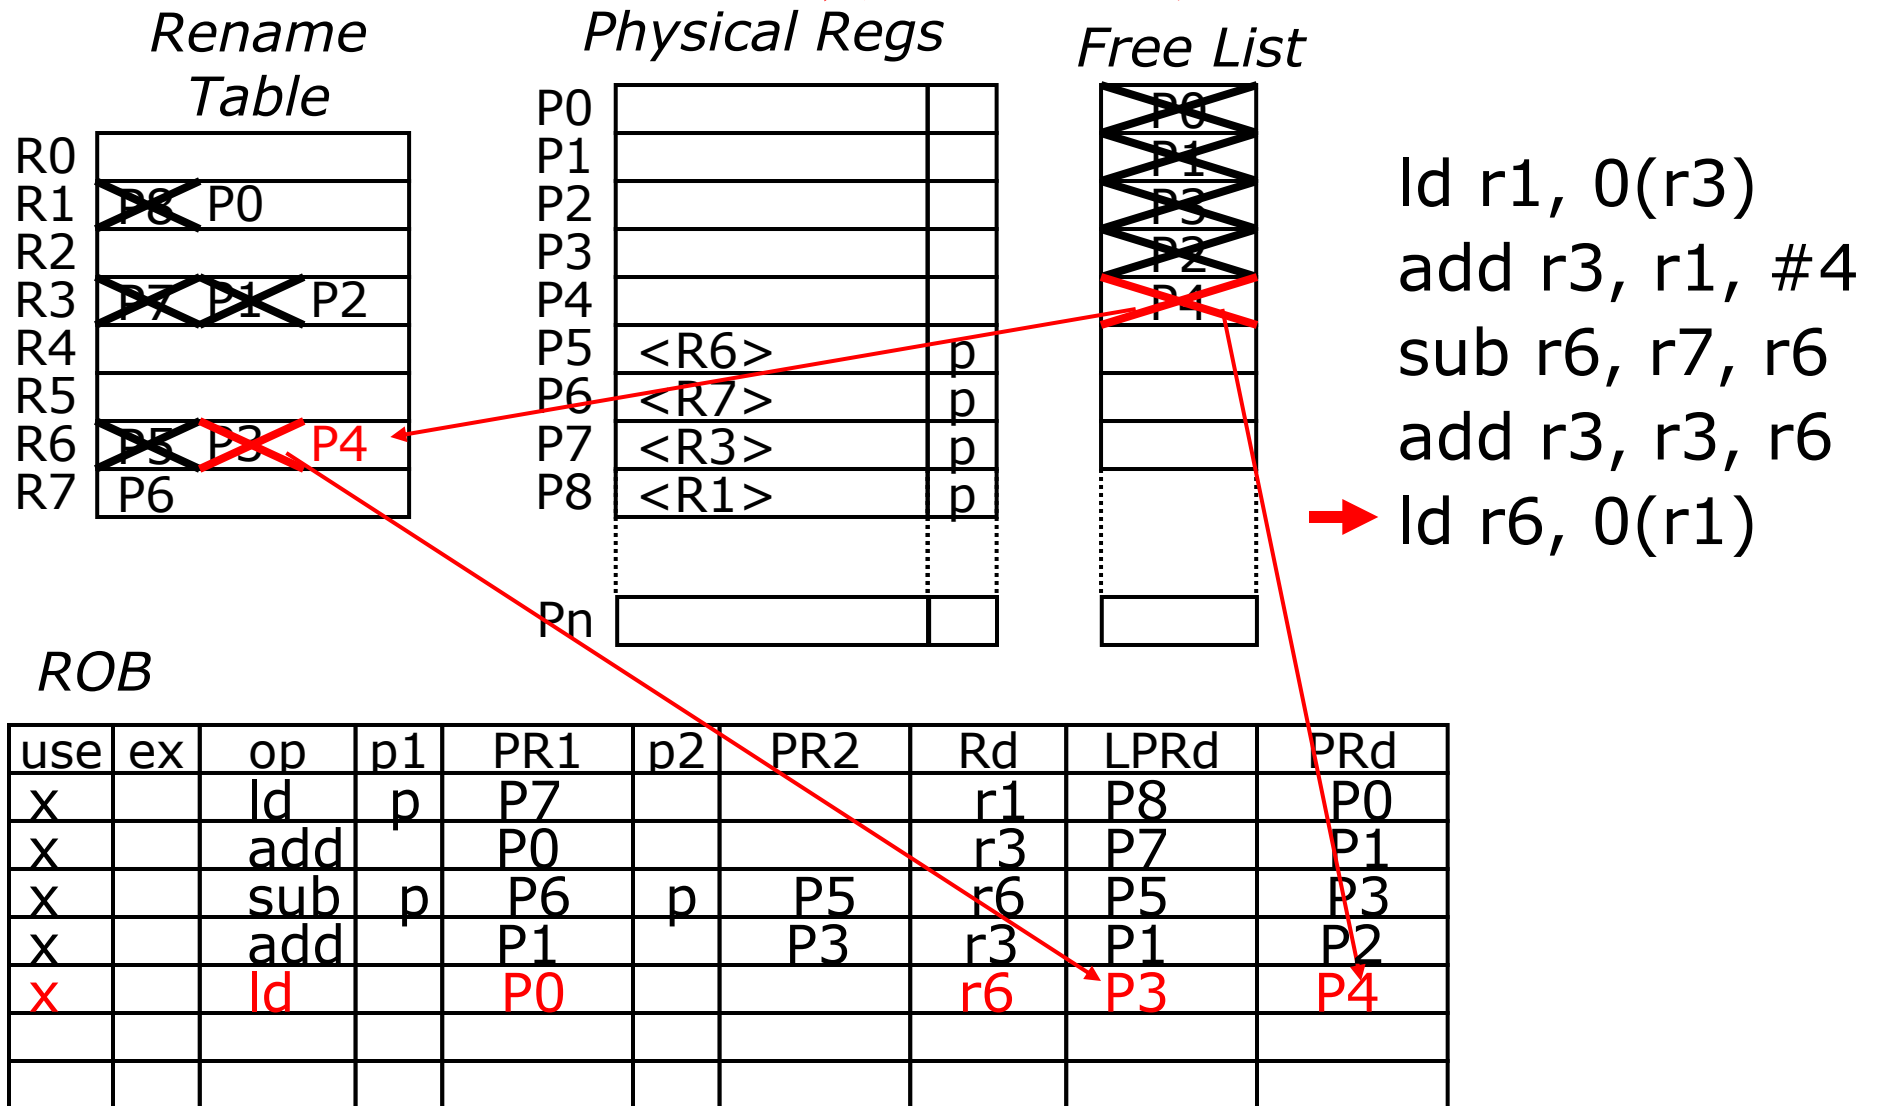 Rename
Table
Physical Regs
Free List
R0
R1 P8 P0
R2
R3 P7 P1 P2
R4
R5
R6 P5 P3 P4
R7 P6
P0
P1
P2
P3
P4
P5 <R6> p
P6 <R7> p
P7 <R3> p
P8 <R1> p
Pn
P0
P1
P3
P2
P4
ld r1, 0(r3)
add r3, r1, #4
sub r6, r7, r6
add r3, r3, r6
ld r6, 0(r1)
ROB
use ex op p1 PR1 p2 PR2 Rd LPRd PRd
x ld p P7 r1 P8 P0
x add P0 r3 P7 P1
x sub p P6 p P5 r6 P5 P3
x add P1 P3 r3 P1 P2
x ld P0 r6 P3 P4